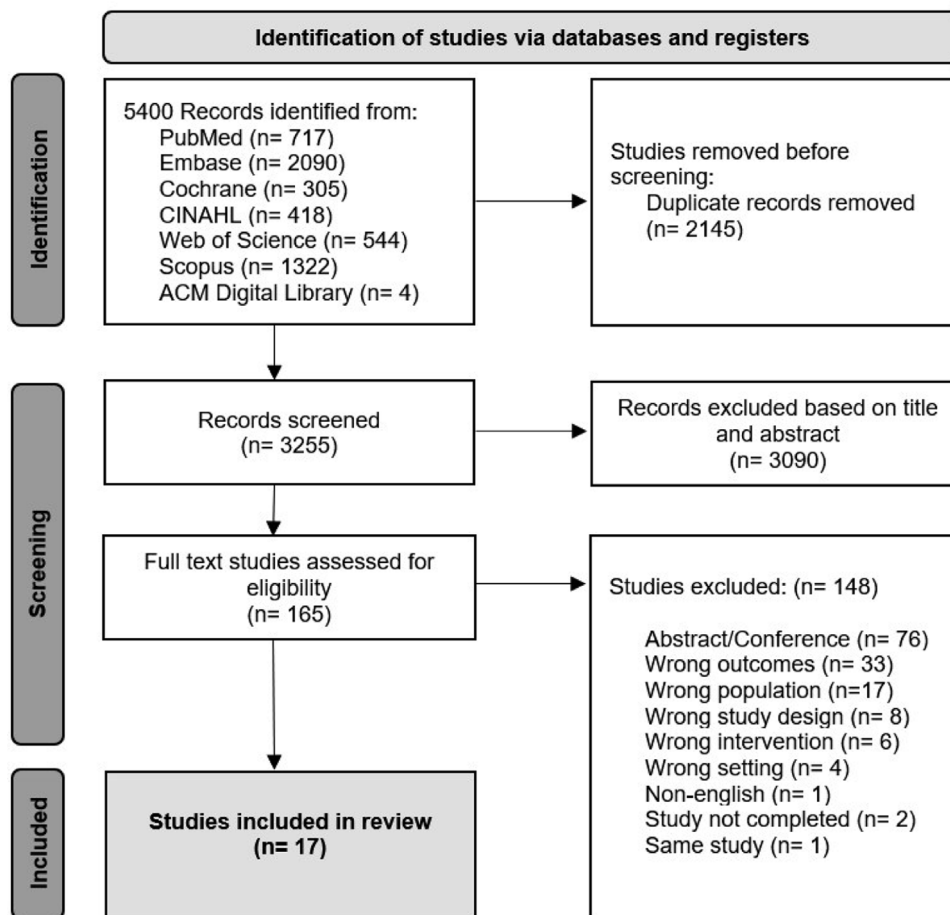 Identification of studies via databases and registers
Identification
5400 Records identified from:
PubMed (n= 717)
Embase (n= 2090)
Cochrane (n= 305)
CINAHL (n= 418)
Web of Science (n= 544)
Scopus (n= 1322)
ACM Digital Library (n= 4)
Studies removed before
screening:
Duplicate records removed
(n= 2145)
Screening
Records screened
(n= 3255)
Records excluded based on title
and abstract
(n= 3090)
Full text studies assessed for
eligibility
(n= 165)
Studies excluded: (n= 148)
Abstract/Conference (n= 76)
Wrong outcomes (n= 33)
Wrong population (n=17)
Wrong study design (n= 8)
Wrong intervention (n= 6)
Wrong setting (n= 4)
Non-english (n= 1)
Study not completed (n= 2)
Same study (n= 1)
Included
Studies included in review
(n= 17)